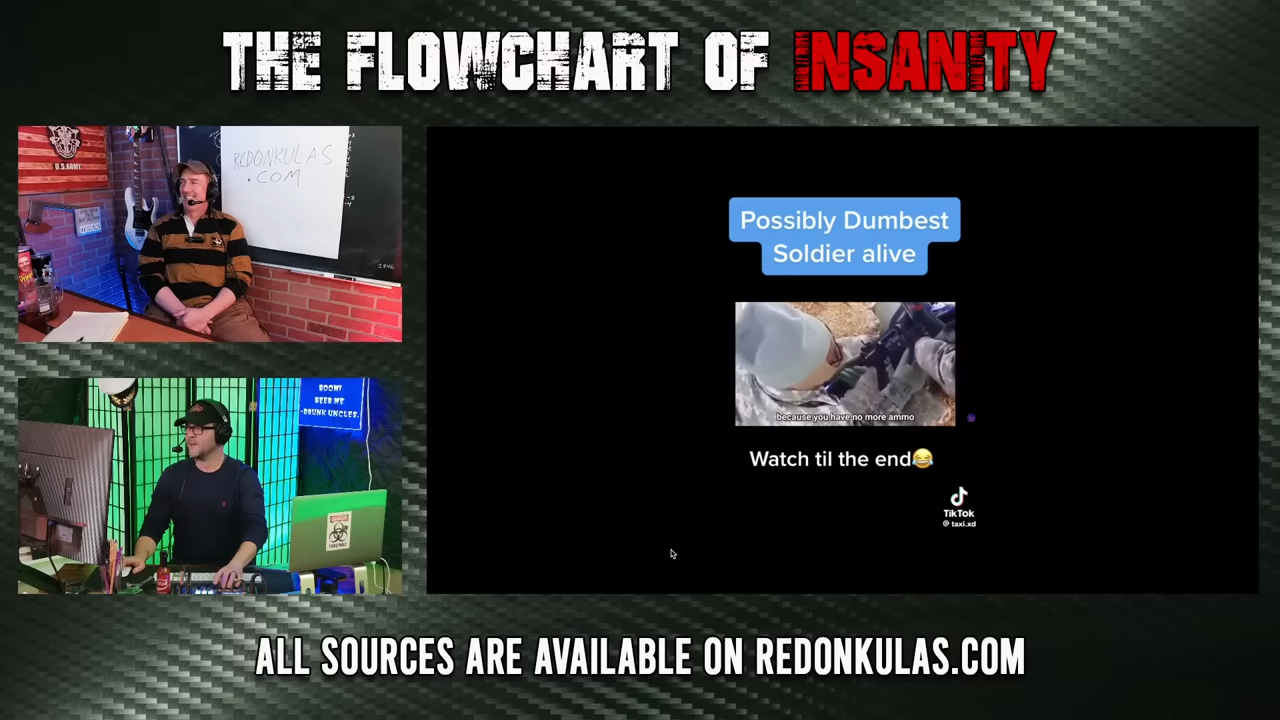 THE FLOWCHART OF INSANITY
U.S. ARMY
REDONKULAS
.COM
Possibly Dumbest
Soldier alive
because you have no more ammo
BOOM!
BEER ME
-DRUNK UNCLES.
Watch til the end😂
TikTok
@ taxi.xd
ALL SOURCES ARE AVAILABLE ON REDONKULAS.COM